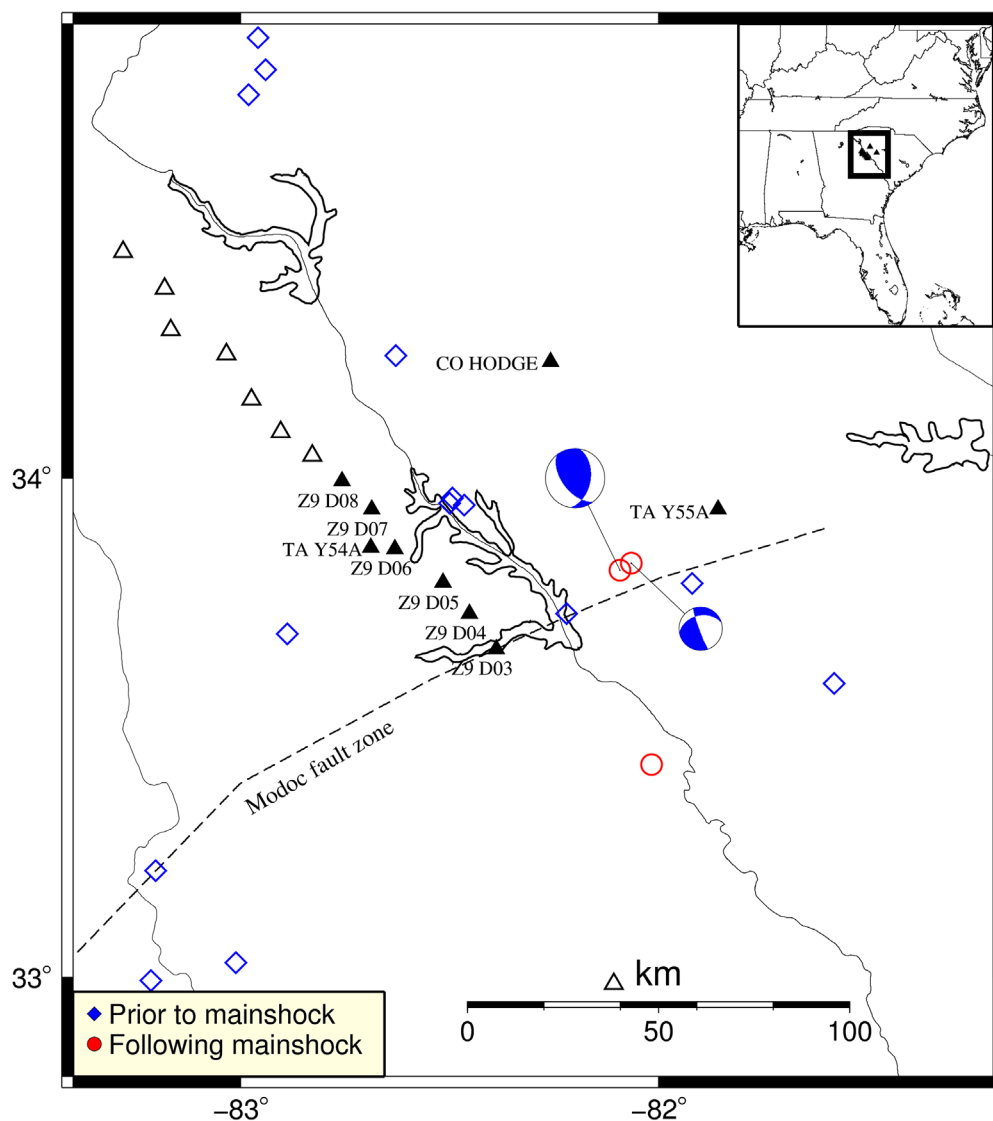 CO HODGE
34°
TA Y55A
Z9 D08
Z9 D07
TA Y54A
Z9 D06
Z9 D05
Z9 D04
Z9 D03
Modoc fault zone
33°
km
0 50 100
Prior to mainshock
Following mainshock
−83° −82°